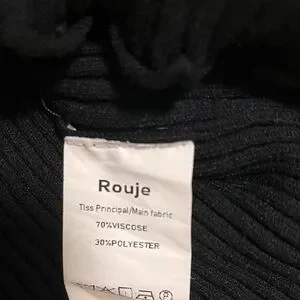 Rouje
Tiss Principal/Main fabric
70%VISCOSE
30%POLYESTER